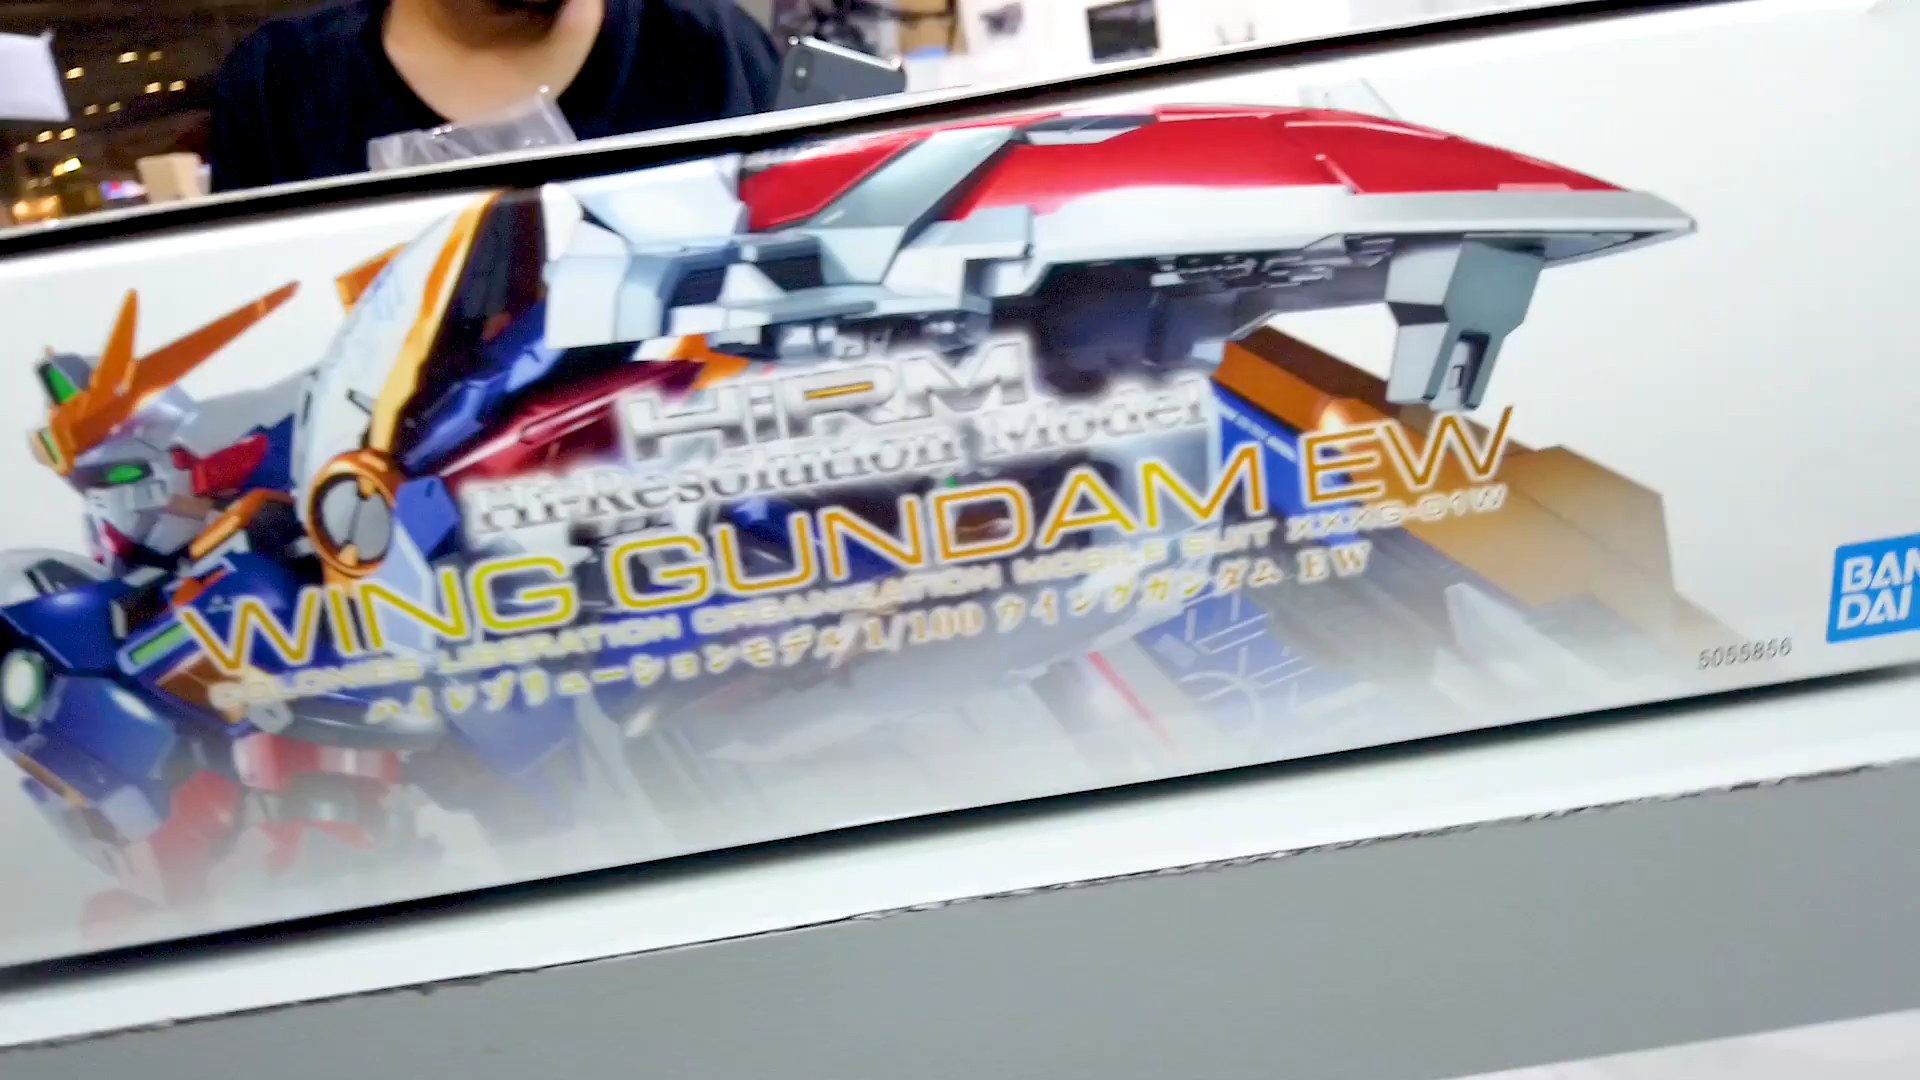 HiRM
Hi-Resolution Model
WING GUNDAM EW
COLONIES LIBERATION ORGANIZATION MOBILE SUIT XXXG-01W
ハイレゾリューションモデル 1/100 ウイングガンダム EW
5055856
BAN
DAI